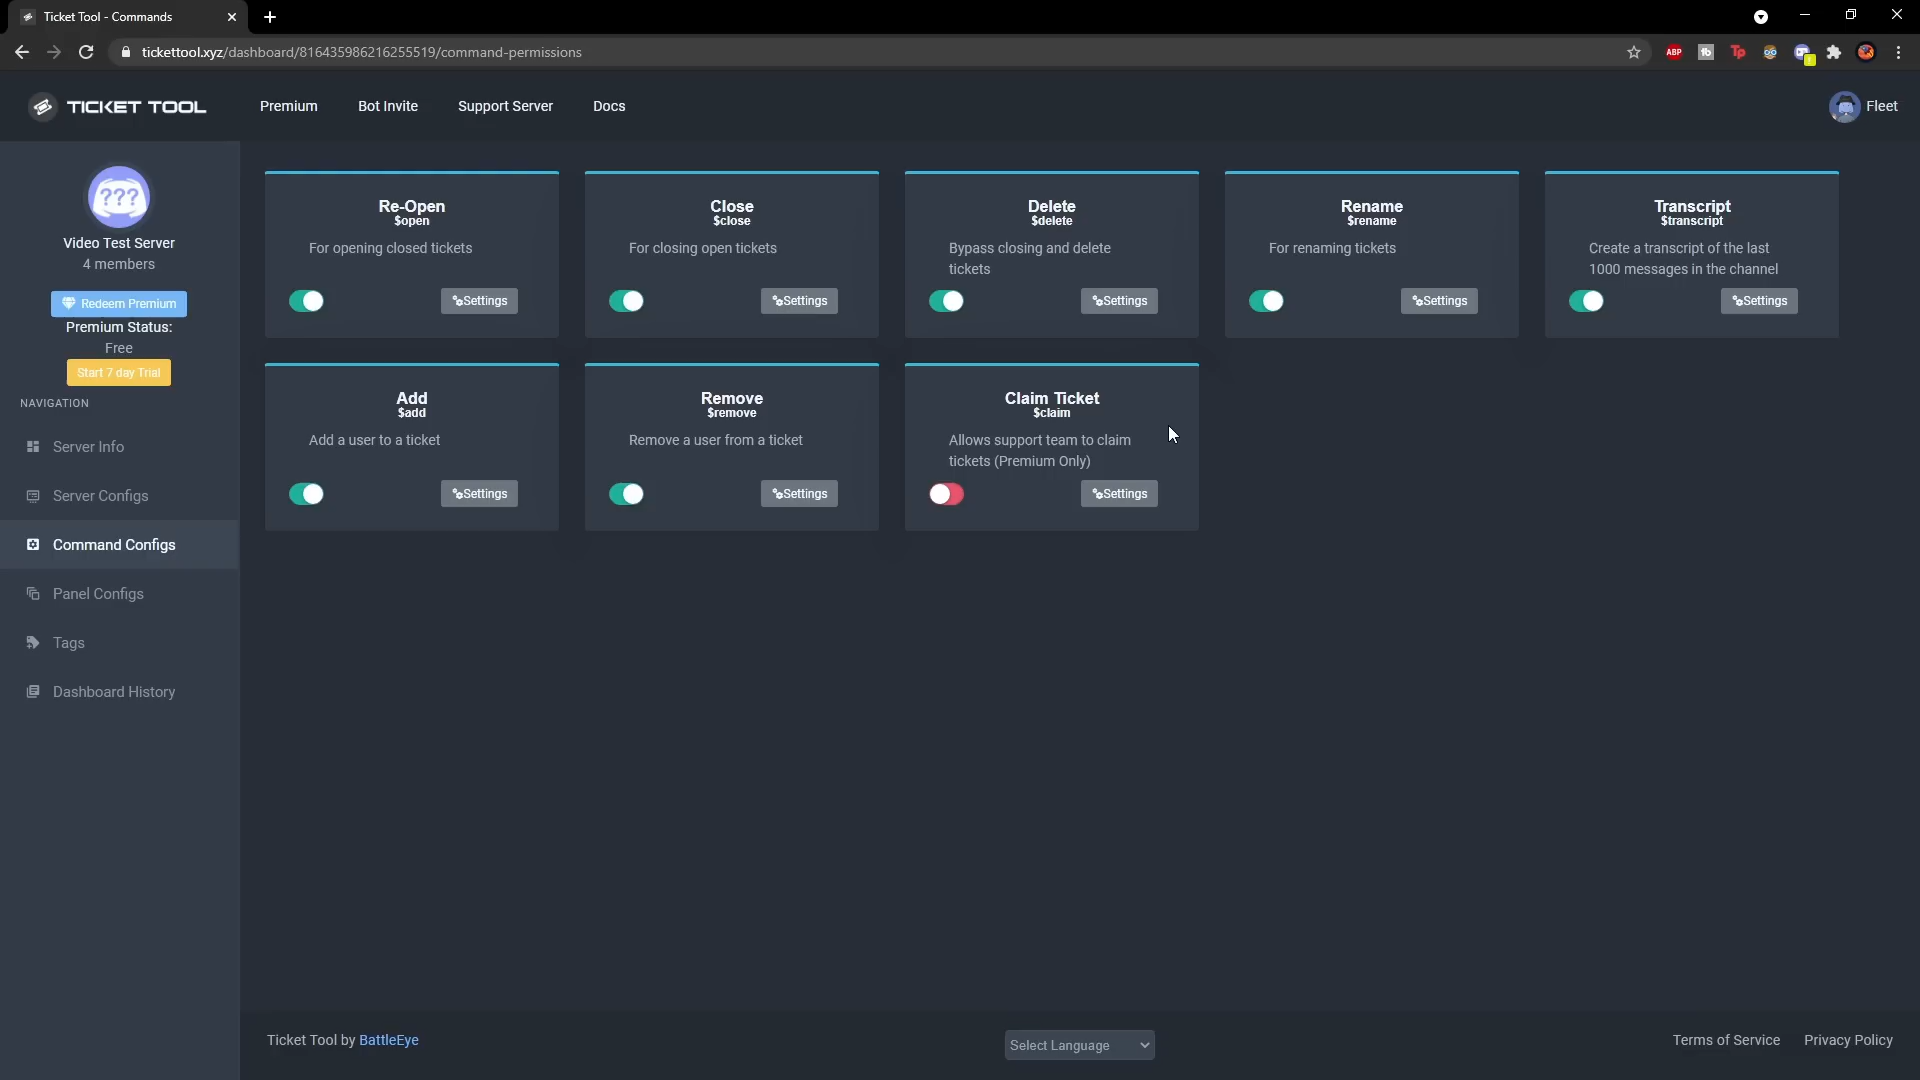 Ticket Tool - Commands
tickettool.xyz/dashboard/816435986216255519/command-permissions
ABP
Tp
TICKET TOOL
Premium
Bot Invite
Support Server
Docs
Fleet
???
Video Test Server
4 members
Redeem Premium
Premium Status:
Free
Start 7 day Trial
NAVIGATION
Server Info
Server Configs
Command Configs
Panel Configs
Tags
Dashboard History
Re-Open
$open
For opening closed tickets
Settings
Close
$close
For closing open tickets
Settings
Delete
$delete
Bypass closing and delete
tickets
Settings
Rename
$rename
For renaming tickets
Settings
Transcript
$transcript
Create a transcript of the last
1000 messages in the channel
Settings
Add
$add
Add a user to a ticket
Settings
Remove
$remove
Remove a user from a ticket
Settings
Claim Ticket
$claim
Allows support team to claim
tickets (Premium Only)
Settings
Ticket Tool by BattleEye
Select Language
Terms of Service
Privacy Policy